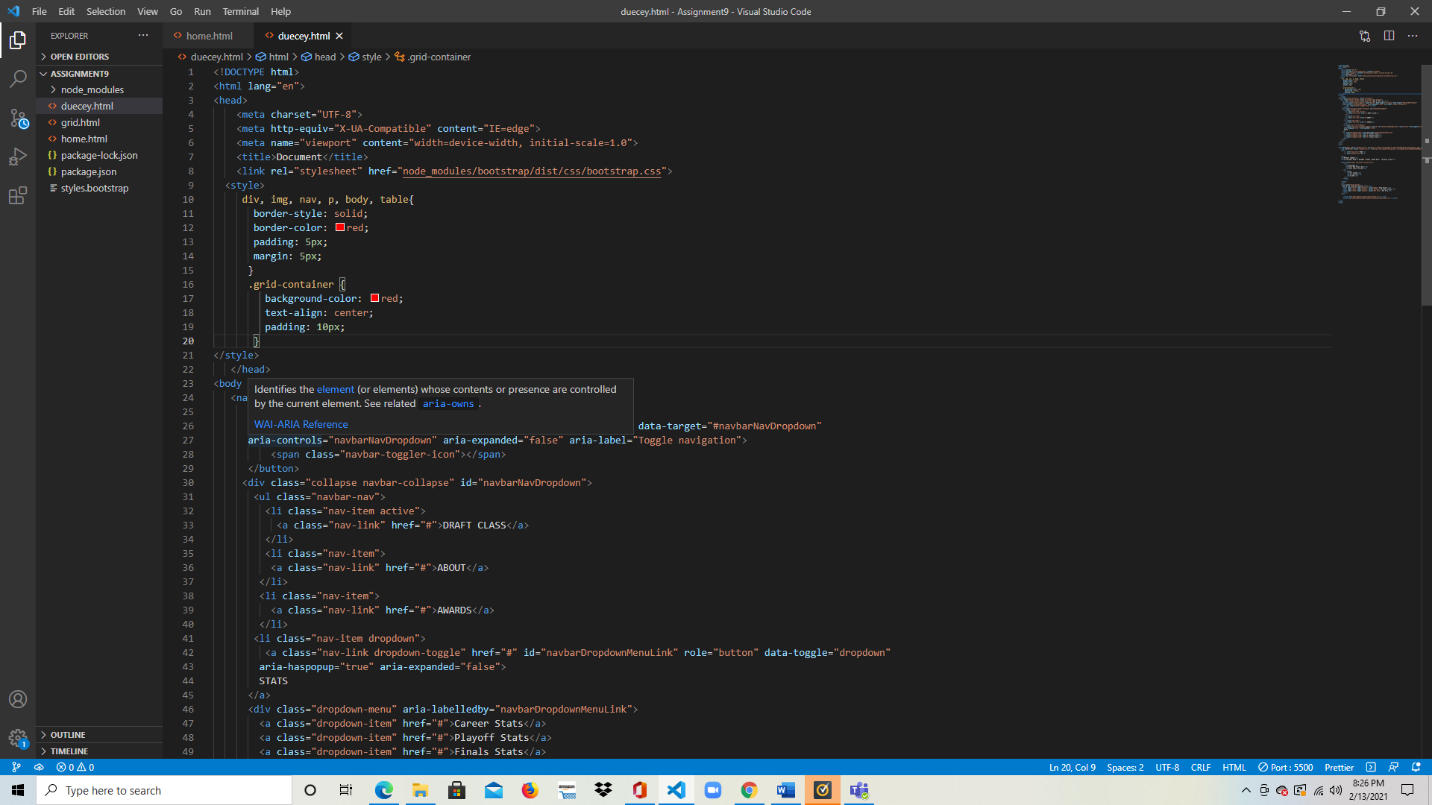 File Edit Selection View Go Run Terminal Help
duecey.html - Assignment9 - Visual Studio Code
EXPLORER
OPEN EDITORS
ASSIGNMENT9
node_modules
duecey.html
grid.html
home.html
package-lock.json
package.json
styles.bootstrap
OUTLINE
TIMELINE
home.html
duecey.html
duecey.html > html > head > style > .grid-container
1 <!DOCTYPE html>
2 <html lang="en">
3 <head>
4 <meta charset="UTF-8">
5 <meta http-equiv="X-UA-Compatible" content="IE=edge">
6 <meta name="viewport" content="width=device-width, initial-scale=1.0">
7 <title>Document</title>
8 <link rel="stylesheet" href="node_modules/bootstrap/dist/css/bootstrap.css">
9 <style>
10 div, img, nav, p, body, table{
11 border-style: solid;
12 border-color: red;
13 padding: 5px;
14 margin: 5px;
15 }
16 .grid-container {
17 background-color: red;
18 text-align: center;
19 padding: 10px;
20 }
21 </style>
22 </head>
23 <body
Identifies the element (or elements) whose contents or presence are controlled
24 <na
by the current element. See related aria-owns.
25
WAI-ARIA Reference
26 data-target="#navbarNavDropdown"
27 aria-controls="navbarNavDropdown" aria-expanded="false" aria-label="Toggle navigation">
28 <span class="navbar-toggler-icon"></span>
29 </button>
30 <div class="collapse navbar-collapse" id="navbarNavDropdown">
31 <ul class="navbar-nav">
32 <li class="nav-item active">
33 <a class="nav-link" href="#">DRAFT CLASS</a>
34 </li>
35 <li class="nav-item">
36 <a class="nav-link" href="#">ABOUT</a>
37 </li>
38 <li class="nav-item">
39 <a class="nav-link" href="#">AWARDS</a>
40 </li>
41 <li class="nav-item dropdown">
42 <a class="nav-link dropdown-toggle" href="#" id="navbarDropdownMenuLink" role="button" data-toggle="dropdown"
43 aria-haspopup="true" aria-expanded="false">
44 STATS
45 </a>
46 <div class="dropdown-menu" aria-labelledby="navbarDropdownMenuLink">
47 <a class="dropdown-item" href="#">Career Stats</a>
48 <a class="dropdown-item" href="#">Playoff Stats</a>
49 <a class="dropdown-item" href="#">Finals Stats</a>
1
0 0
Ln 20, Col 9 Spaces: 2 UTF-8 CRLF HTML Port : 5500 Prettier
Type here to search
8:26 PM
2/13/2021